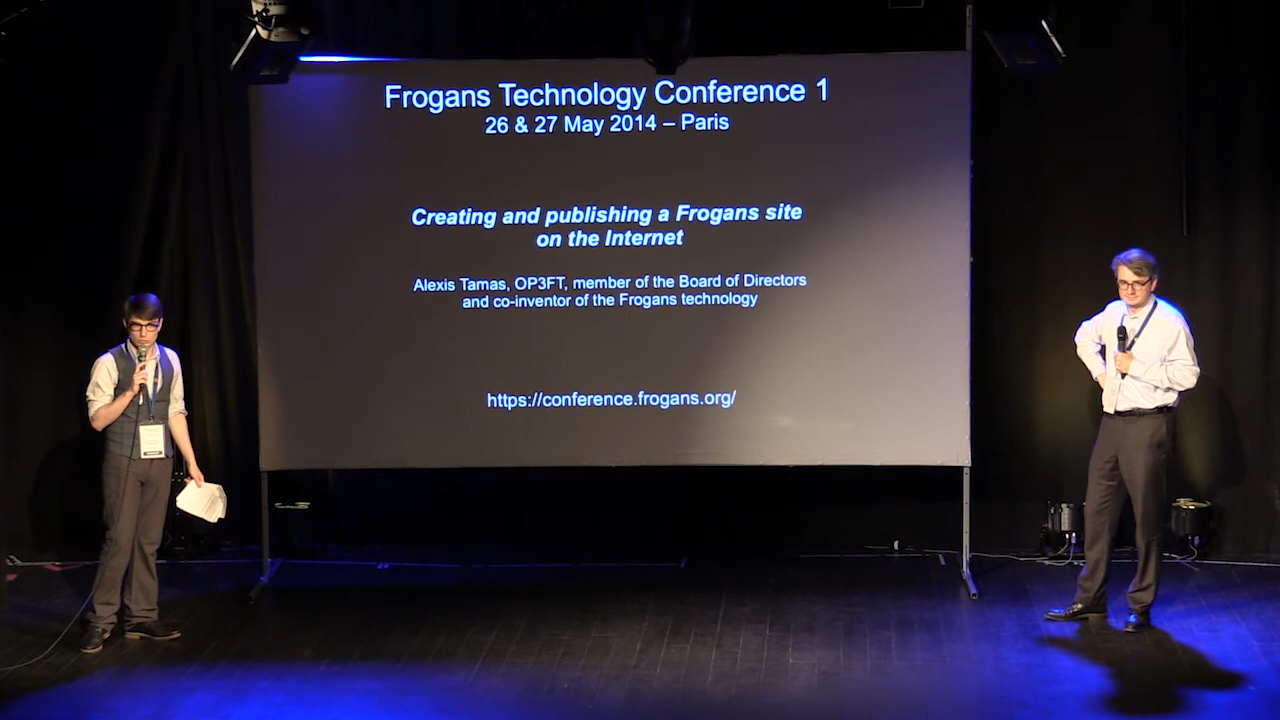 Frogans Technology Conference 1
26 & 27 May 2014 – Paris
Creating and publishing a Frogans site
on the Internet
Alexis Tamas, OP3FT, member of the Board of Directors
and co-inventor of the Frogans technology
https://conference.frogans.org/